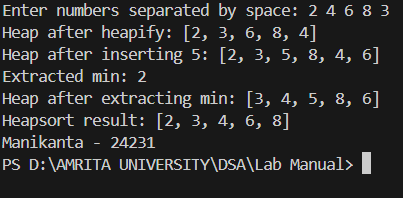 Enter numbers separated by space: 2 4 6 8 3
Heap after heapify: [2, 3, 6, 8, 4]
Heap after inserting 5: [2, 3, 5, 8, 4, 6]
Extracted min: 2
Heap after extracting min: [3, 4, 5, 8, 6]
Heapsort result: [2, 3, 4, 6, 8]
Manikanta - 24231
PS D:\AMRITA UNIVERSITY\DSA\Lab Manual>